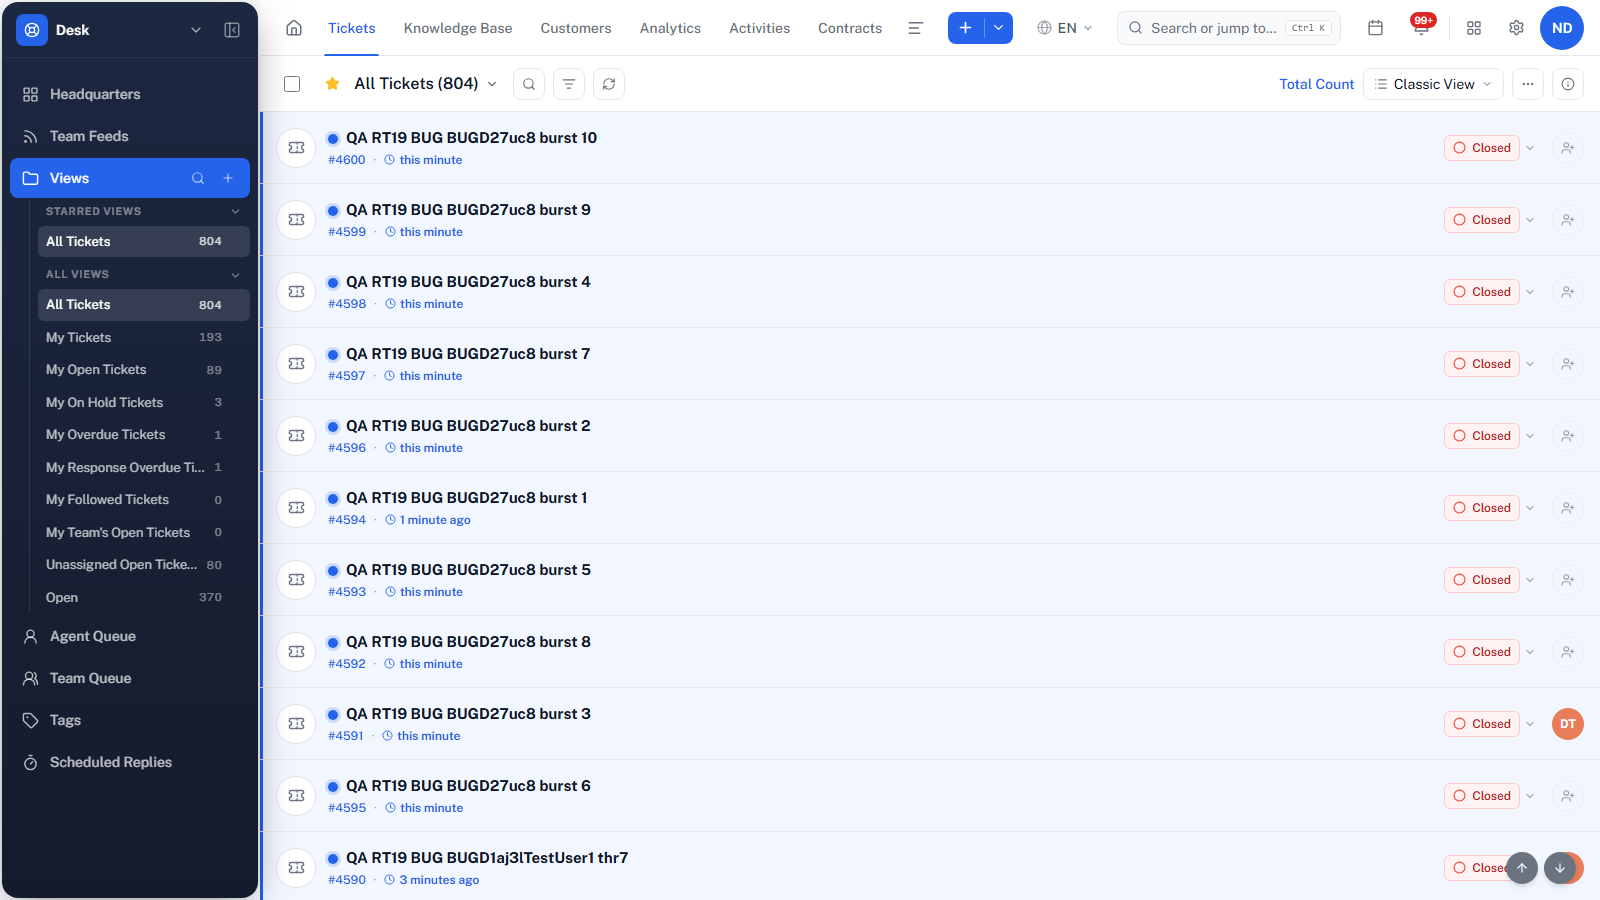 Desk
Headquarters
Team Feeds
Views
STARRED VIEWS
All Tickets 804
ALL VIEWS
All Tickets 804
My Tickets 193
My Open Tickets 89
My On Hold Tickets 3
My Overdue Tickets 1
My Response Overdue Ti... 1
My Followed Tickets 0
My Team's Open Tickets 0
Unassigned Open Ticke... 80
Open 370
Agent Queue
Team Queue
Tags
Scheduled Replies
Tickets Knowledge Base Customers Analytics Activities Contracts EN Search or jump to... Ctrl K 99+ ND
All Tickets (804) Total Count Classic View
QA RT19 BUG BUGD27uc8 burst 10
#4600 · this minute
Closed
QA RT19 BUG BUGD27uc8 burst 9
#4599 · this minute
Closed
QA RT19 BUG BUGD27uc8 burst 4
#4598 · this minute
Closed
QA RT19 BUG BUGD27uc8 burst 7
#4597 · this minute
Closed
QA RT19 BUG BUGD27uc8 burst 2
#4596 · this minute
Closed
QA RT19 BUG BUGD27uc8 burst 1
#4594 · 1 minute ago
Closed
QA RT19 BUG BUGD27uc8 burst 5
#4593 · this minute
Closed
QA RT19 BUG BUGD27uc8 burst 8
#4592 · this minute
Closed
QA RT19 BUG BUGD27uc8 burst 3
#4591 · this minute
Closed DT
QA RT19 BUG BUGD27uc8 burst 6
#4595 · this minute
Closed
QA RT19 BUG BUGD1aj3lTestUser1 thr7
#4590 · 3 minutes ago
Closed